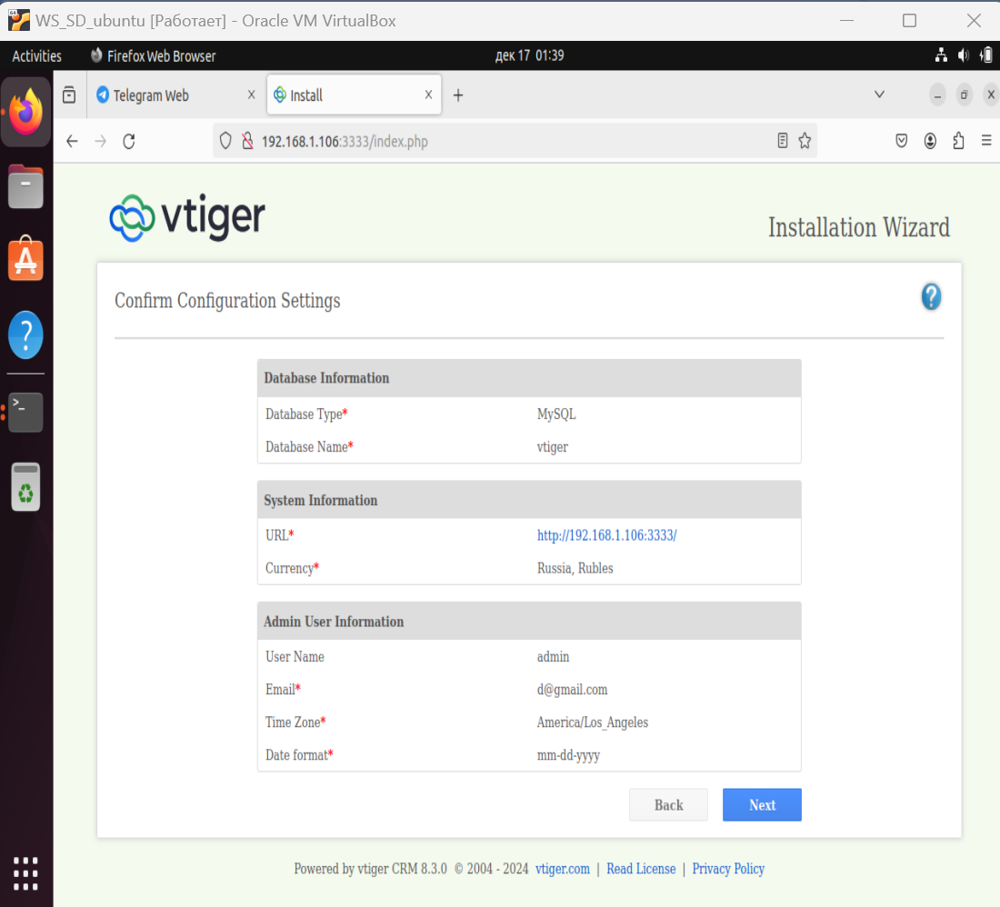 WS_SD_ubuntu [Работает] - Oracle VM VirtualBox
Activities Firefox Web Browser дек 17 01:39
Telegram Web Install
192.168.1.106:3333/index.php
vtiger
Installation Wizard
Confirm Configuration Settings
Database Information
Database Type* MySQL
Database Name* vtiger
System Information
URL* http://192.168.1.106:3333/
Currency* Russia, Rubles
Admin User Information
User Name admin
Email* d@gmail.com
Time Zone* America/Los_Angeles
Date format* mm-dd-yyyy
Back Next
Powered by vtiger CRM 8.3.0 © 2004 - 2024 vtiger.com | Read License | Privacy Policy